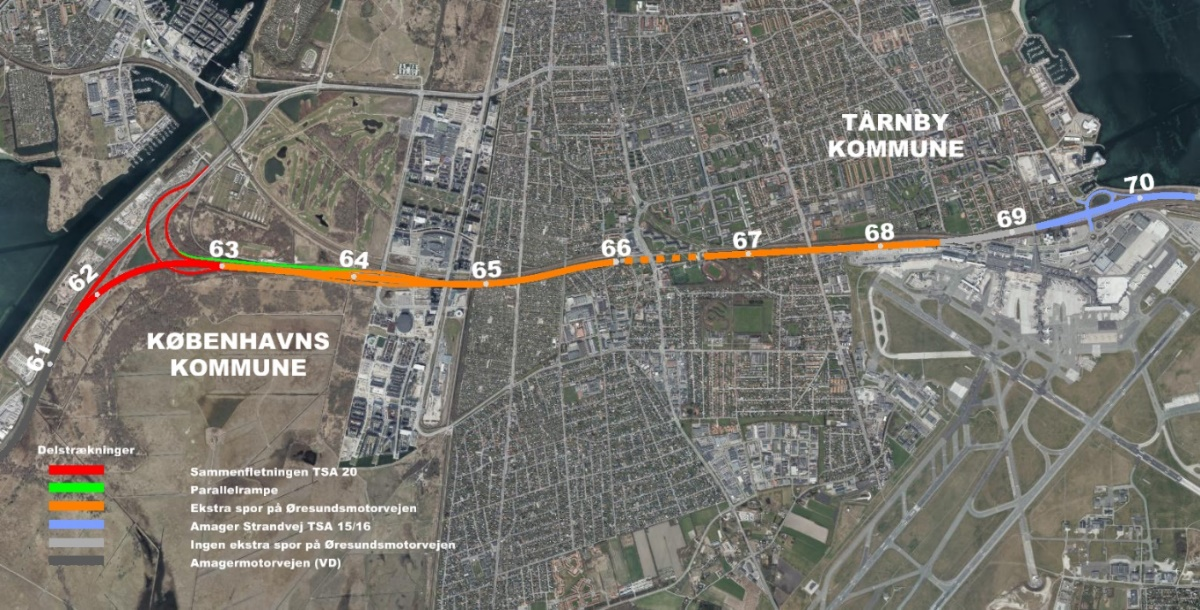 TÅRNBY
KOMMUNE
70
69
68
67
66
65
64
63
62
61
KØBENHAVNS
KOMMUNE
Delstrækninger
Sammenfletningen TSA 20
Parallelrampe
Ekstra spor på Øresundsmotorvejen
Amager Strandvej TSA 15/16
Ingen ekstra spor på Øresundsmotorvejen
Amagermotorvejen (VD)